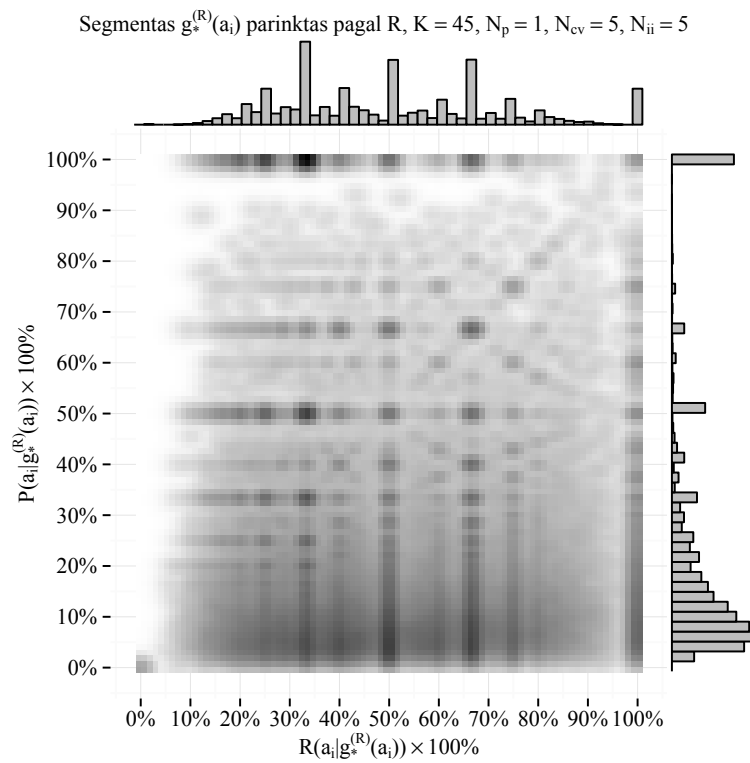 Segmentas g*^(R)(a_i) parinktas pagal R, K = 45, N_p = 1, N_cv = 5, N_ii = 5
100%
90%
80%
70%
60%
50%
40%
30%
20%
10%
0%
P(a_i|g*^(R)(a_i)) × 100%
0% 10% 20% 30% 40% 50% 60% 70% 80% 90% 100%
R(a_i|g*^(R)(a_i)) × 100%